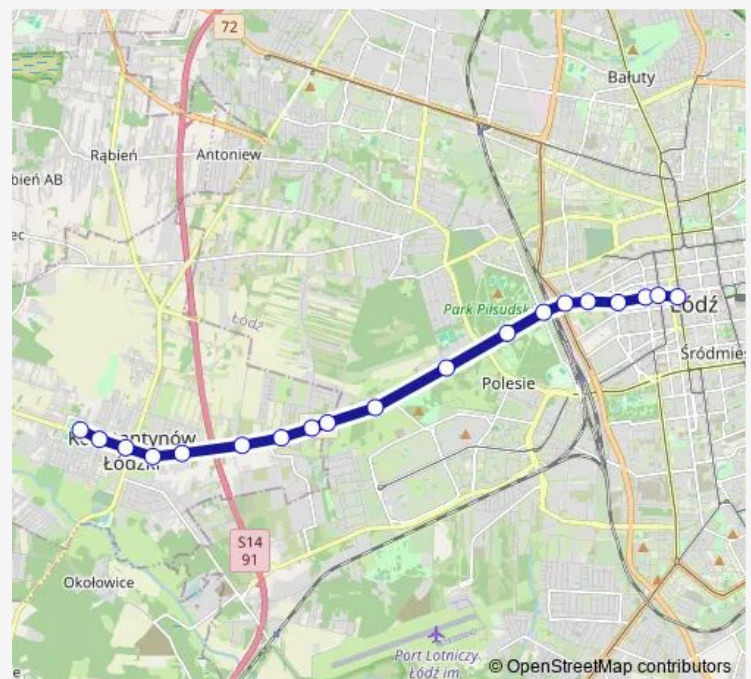 72
Bałuty
Rąbień
Antoniew
bień AB
ec
Łódź
Park Piłsudsk
Łódź
Śródmieś
Polesie
Konstantynów
Łódzki
S14
91
Okołowice
Port Lotniczy
Łódź im.
e
© OpenStreetMap contributors